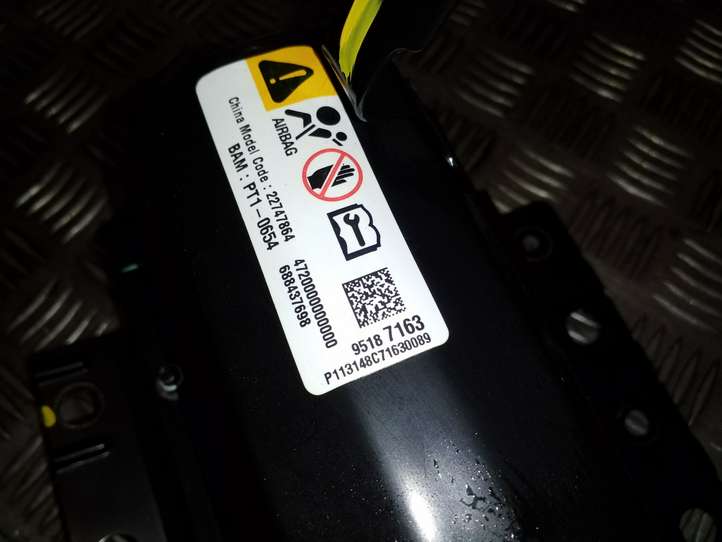 AIRBAG
China Model Code : 22747864
BAM : PT1-0654
4720000000000
688437698
9518 7163
P113148C71630089